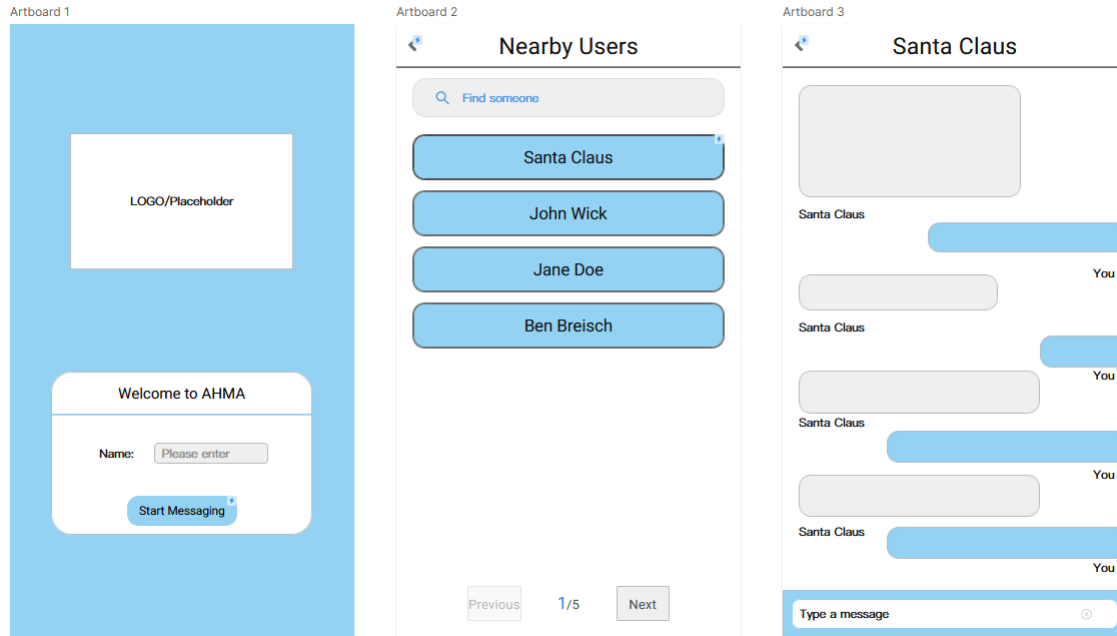 Artboard 1
LOGO/Placeholder
Welcome to AHMA
Name:
Please enter
Start Messaging
Artboard 2
Nearby Users
Find someone
Santa Claus
John Wick
Jane Doe
Ben Breisch
Previous
1/5
Next
Artboard 3
Santa Claus
Santa Claus
You
Santa Claus
You
Santa Claus
You
Santa Claus
You
Type a message